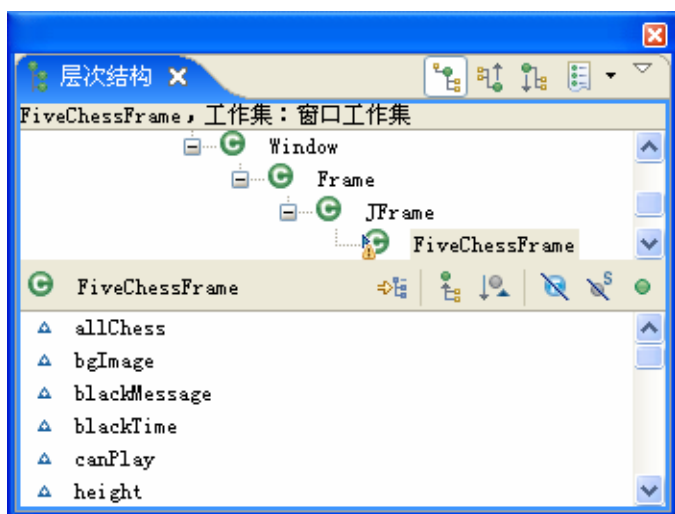 层次结构
FiveChessFrame，工作集：窗口工作集
Window
Frame
JFrame
FiveChessFrame
FiveChessFrame
allChess
bgImage
blackMessage
blackTime
canPlay
height